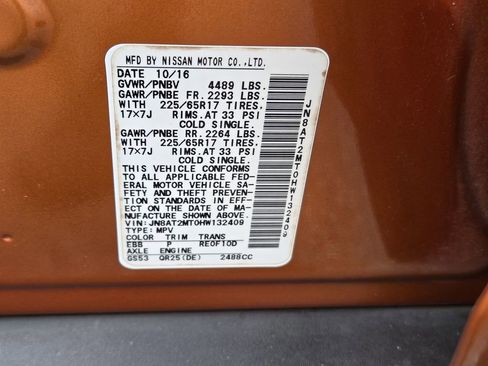 MFD BY NISSAN MOTOR CO.,LTD.
DATE 10/16
GVWR/PNBV 4489 LBS.
GAWR/PNBE FR. 2293 LBS.
WITH 225/65R17 TIRES,
17×7J RIMS.AT 33 PSI
COLD SINGLE.
GAWR/PNBE RR. 2264 LBS.
WITH 225/65R17 TIRES,
17×7J RIMS.AT 33 PSI
COLD SINGLE.
THIS VEHICLE CONFORMS
TO ALL APPLICABLE FED-
ERAL MOTOR VEHICLE SA-
FETY AND THEFT PREVEN-
TION STANDARDS IN EFF-
ECT ON THE DATE OF MA-
NUFACTURE SHOWN ABOVE.
VIN:JN8AT2MT0HW132409
TYPE: MPV
COLOR TRIM TRANS
EBB P RE0F10D
AXLE ENGINE
GS53 QR25(DE) 2488CC
JN8AT2MT0HW132409